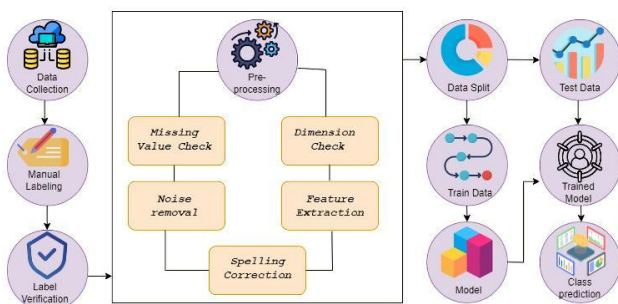 Data
Collection
Manual
Labeling
Label
Verification
Pre-
processing
Missing
Value Check
Noise
removal
Spelling
Correction
Dimension
Check
Feature
Extraction
Data Split
Train Data
Model
Test Data
Trained
Model
Class
prediction